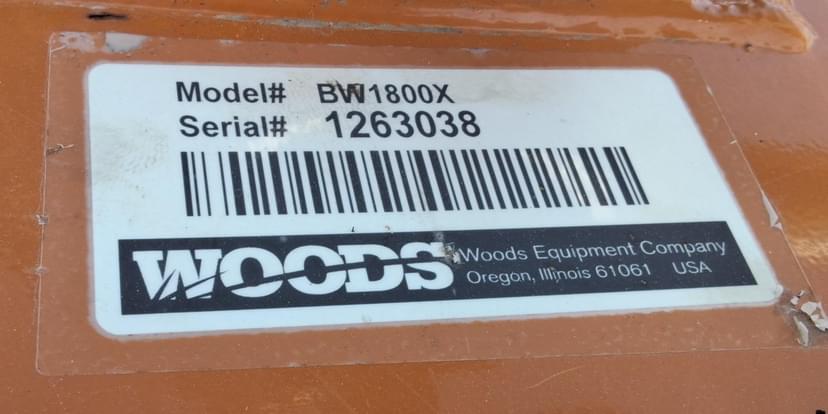 Model# BW1800X
Serial# 1263038
WOODS
Woods Equipment Company
Oregon, Illinois 61061 USA